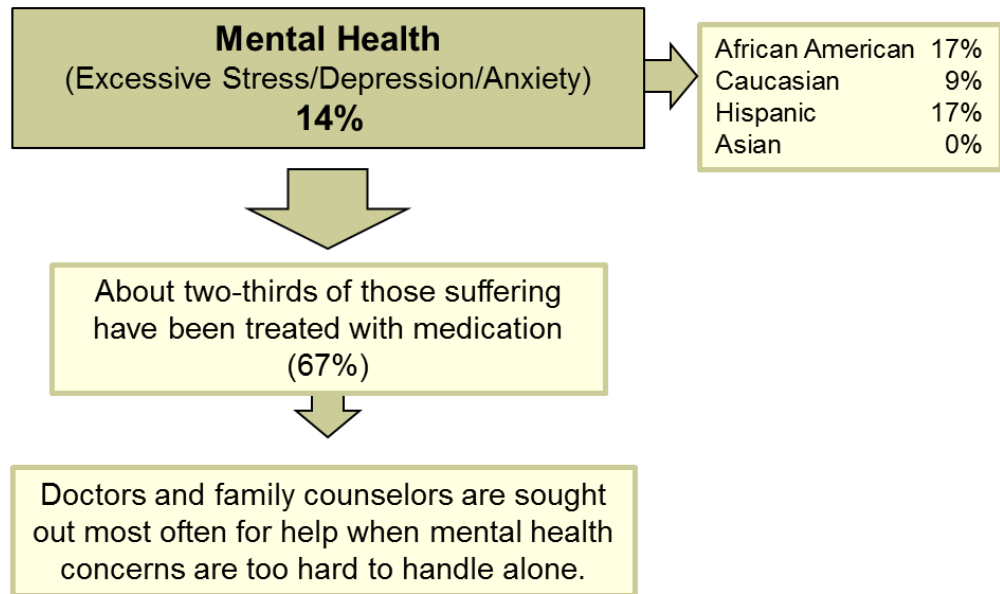 Mental Health
(Excessive Stress/Depression/Anxiety)
14%
African American 17%
Caucasian 9%
Hispanic 17%
Asian 0%
About two-thirds of those suffering
have been treated with medication
(67%)
Doctors and family counselors are sought
out most often for help when mental health
concerns are too hard to handle alone.